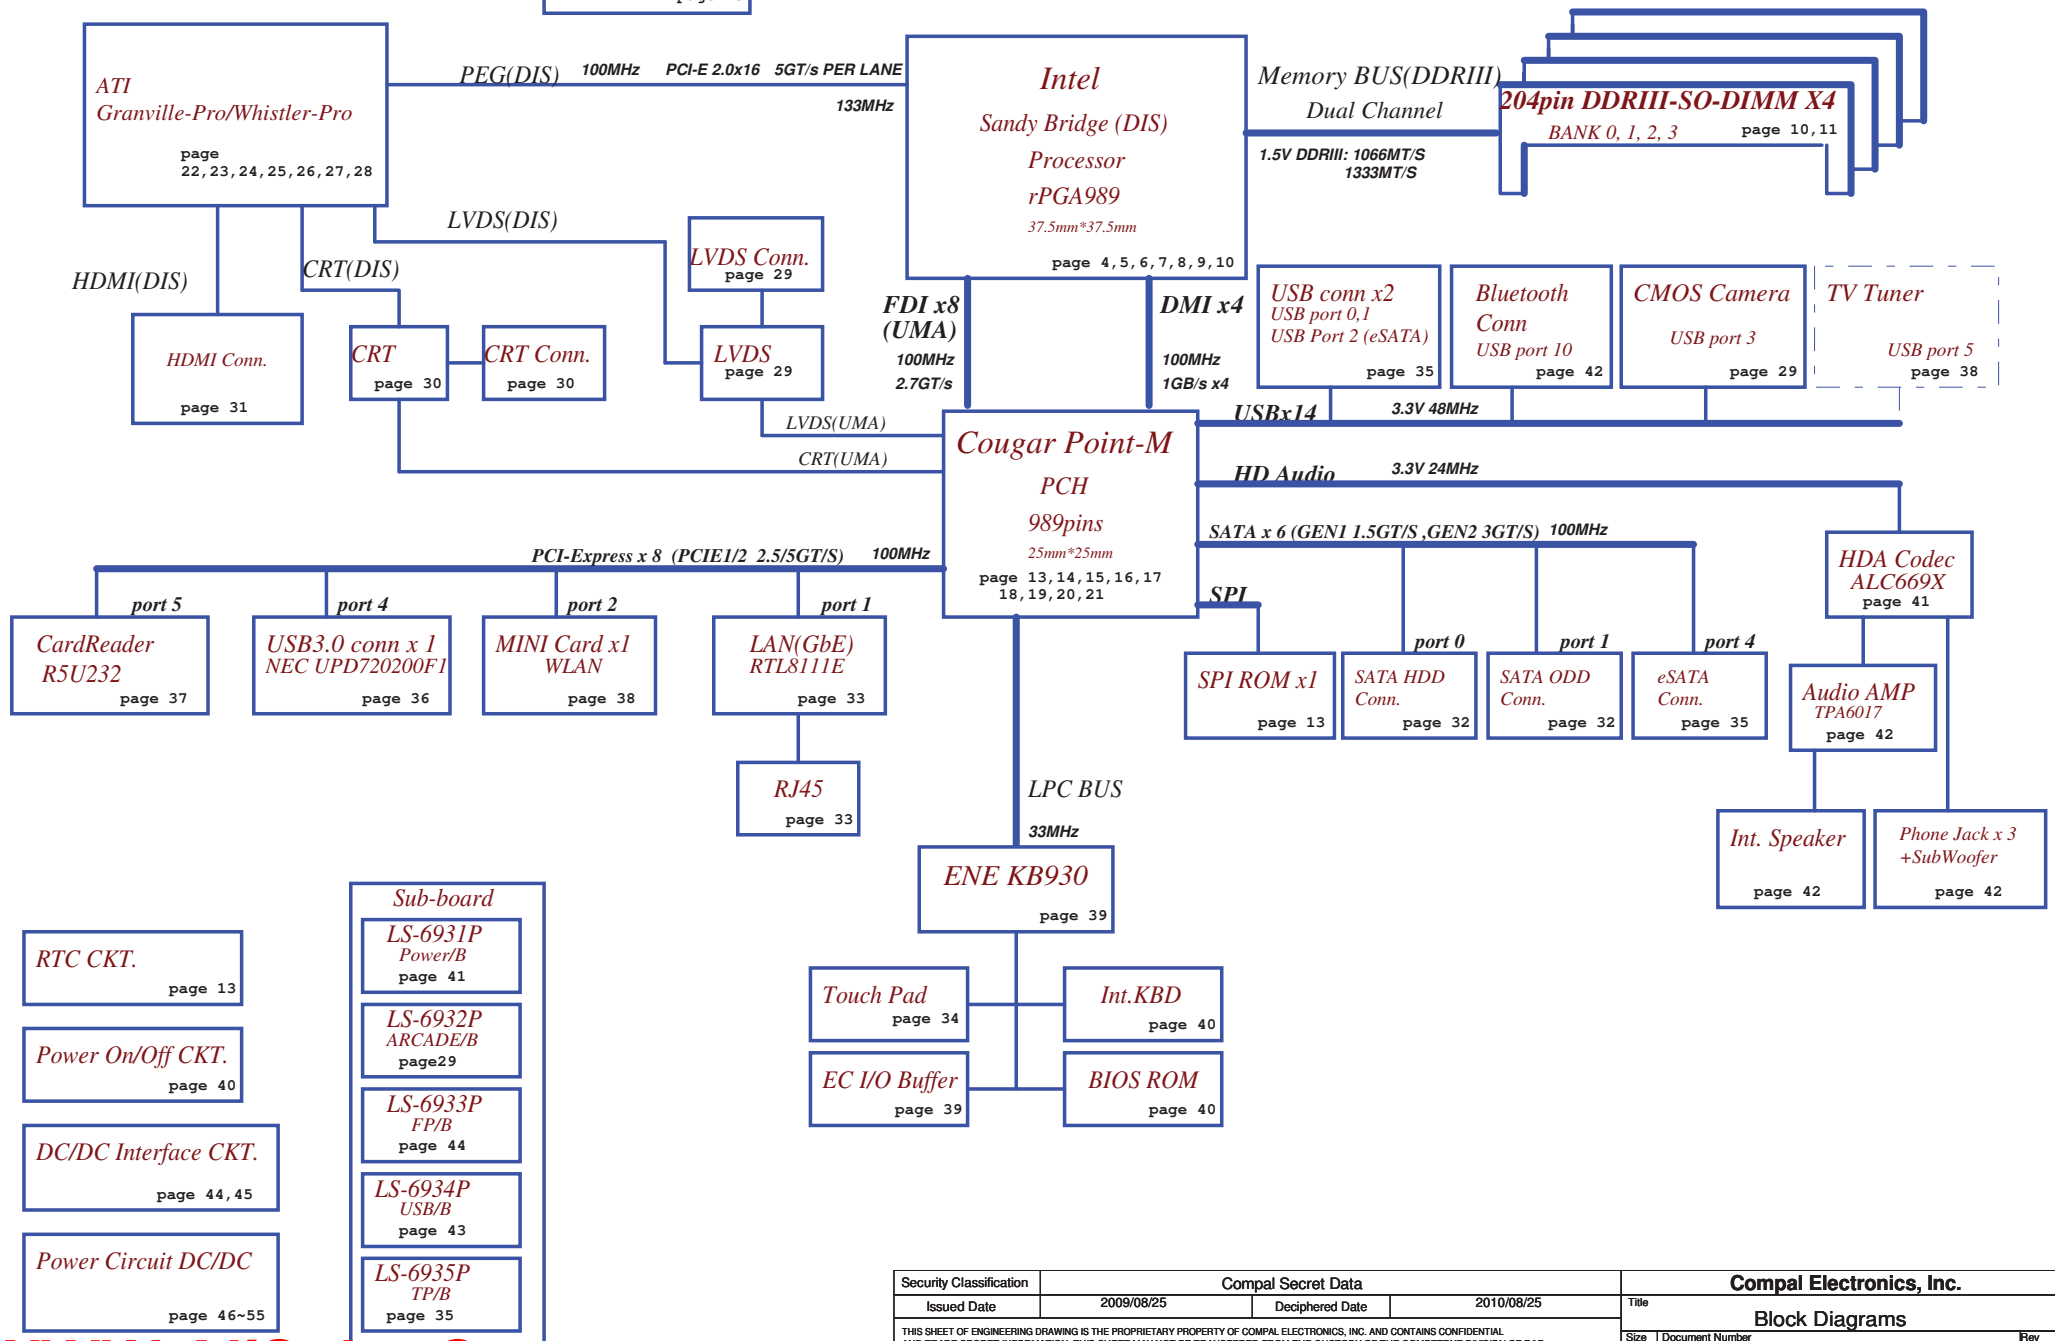 ATI
Granville-Pro/Whistler-Pro
page
22,23,24,25,26,27,28
PEG(DIS)
100MHz
PCI-E 2.0x16
5GT/s PER LANE
133MHz
Intel
Sandy Bridge (DIS)
Processor
rPGA989
37.5mm*37.5mm
page 4,5,6,7,8,9,10
Memory BUS(DDRIII)
Dual Channel
1.5V DDRIII: 1066MT/S
1333MT/S
204pin DDRIII-SO-DIMM X4
BANK 0, 1, 2, 3
page 10,11
HDMI(DIS)
CRT(DIS)
LVDS(DIS)
LVDS Conn.
page 29
HDMI Conn.
page 31
CRT
page 30
CRT Conn.
page 30
LVDS
page 29
LVDS(UMA)
CRT(UMA)
FDI x8
(UMA)
100MHz
2.7GT/s
DMI x4
100MHz
1GB/s x4
USB conn x2
USB port 0,1
USB Port 2 (eSATA)
page 35
Bluetooth
Conn
USB port 10
page 42
CMOS Camera
USB port 3
page 29
TV Tuner
USB port 5
page 38
USBx14
3.3V 48MHz
HD Audio
3.3V 24MHz
Cougar Point-M
PCH
989pins
25mm*25mm
page 13,14,15,16,17
18,19,20,21
SATA x 6 (GEN1 1.5GT/S ,GEN2 3GT/S)
100MHz
SPI
PCI-Express x 8 (PCIE1/2 2.5/5GT/S)
100MHz
port 5
CardReader
R5U232
page 37
port 4
USB3.0 conn x 1
NEC UPD720200F1
page 36
port 2
MINI Card x1
WLAN
page 38
port 1
LAN(GbE)
RTL8111E
page 33
RJ45
page 33
SPI ROM x1
page 13
port 0
SATA HDD
Conn.
page 32
port 1
SATA ODD
Conn.
page 32
port 4
eSATA
Conn.
page 35
HDA Codec
ALC669X
page 41
Audio AMP
TPA6017
page 42
Int. Speaker
page 42
Phone Jack x 3
+SubWoofer
page 42
LPC BUS
33MHz
ENE KB930
page 39
Touch Pad
page 34
Int.KBD
page 40
EC I/O Buffer
page 39
BIOS ROM
page 40
RTC CKT.
page 13
Power On/Off CKT.
page 40
DC/DC Interface CKT.
page 44,45
Power Circuit DC/DC
page 46~55
Sub-board
LS-6931P
Power/B
page 41
LS-6932P
ARCADE/B
page29
LS-6933P
FP/B
page 44
LS-6934P
USB/B
page 43
LS-6935P
TP/B
page 35
Security Classification
Compal Secret Data
Compal Electronics, Inc.
Issued Date
2009/08/25
Deciphered Date
2010/08/25
Title
Block Diagrams
THIS SHEET OF ENGINEERING DRAWING IS THE PROPRIETARY PROPERTY OF COMPAL ELECTRONICS, INC. AND CONTAINS CONFIDENTIAL
Size
Document Number
Rev